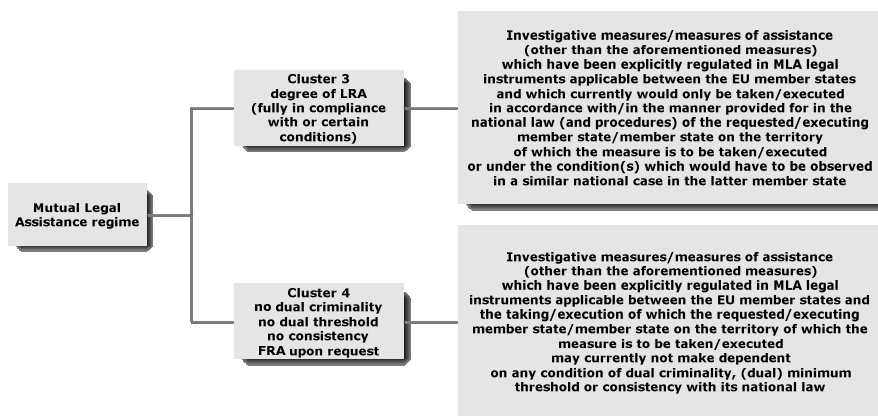 Mutual Legal
Assistance regime
Cluster 3
degree of LRA
(fully in compliance
with or certain
conditions)
Investigative measures/measures of assistance
(other than the aforementioned measures)
which have been explicitly regulated in MLA legal
instruments applicable between the EU member states
and which currently would only be taken/executed
in accordance with/in the manner provided for in the
national law (and procedures) of the requested/executing
member state/member state on the territory
of which the measure is to be taken/executed
or under the condition(s) which would have to be observed
in a similar national case in the latter member state
Cluster 4
no dual criminality
no dual threshold
no consistency
FRA upon request
Investigative measures/measures of assistance
(other than the aforementioned measures)
which have been explicitly regulated in MLA legal
instruments applicable between the EU member states and
the taking/execution of which the requested/executing
member state/member state on the territory of which the
measure is to be taken/executed
may currently not make dependent
on any condition of dual criminality, (dual) minimum
threshold or consistency with its national law